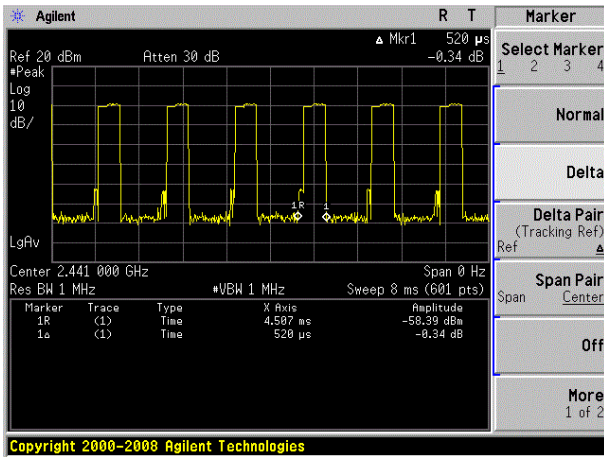 Agilent R T
Δ Mkr1 520 µs
Ref 20 dBm Atten 30 dB -0.34 dB
#Peak
Log
10
dB/
1R 1
LgAv
Center 2.441 000 GHz Span 0 Hz
Res BW 1 MHz #VBW 1 MHz Sweep 8 ms (601 pts)
Marker Trace Type X Axis Amplitude
1R (1) Time 4.507 ms -58.39 dBm
1Δ (1) Time 520 µs -0.34 dB
Copyright 2000-2008 Agilent Technologies
Marker
Select Marker
1 2 3 4
Normal
Delta
Delta Pair
(Tracking Ref)
Ref Δ
Span Pair
Span Center
Off
More
1 of 2